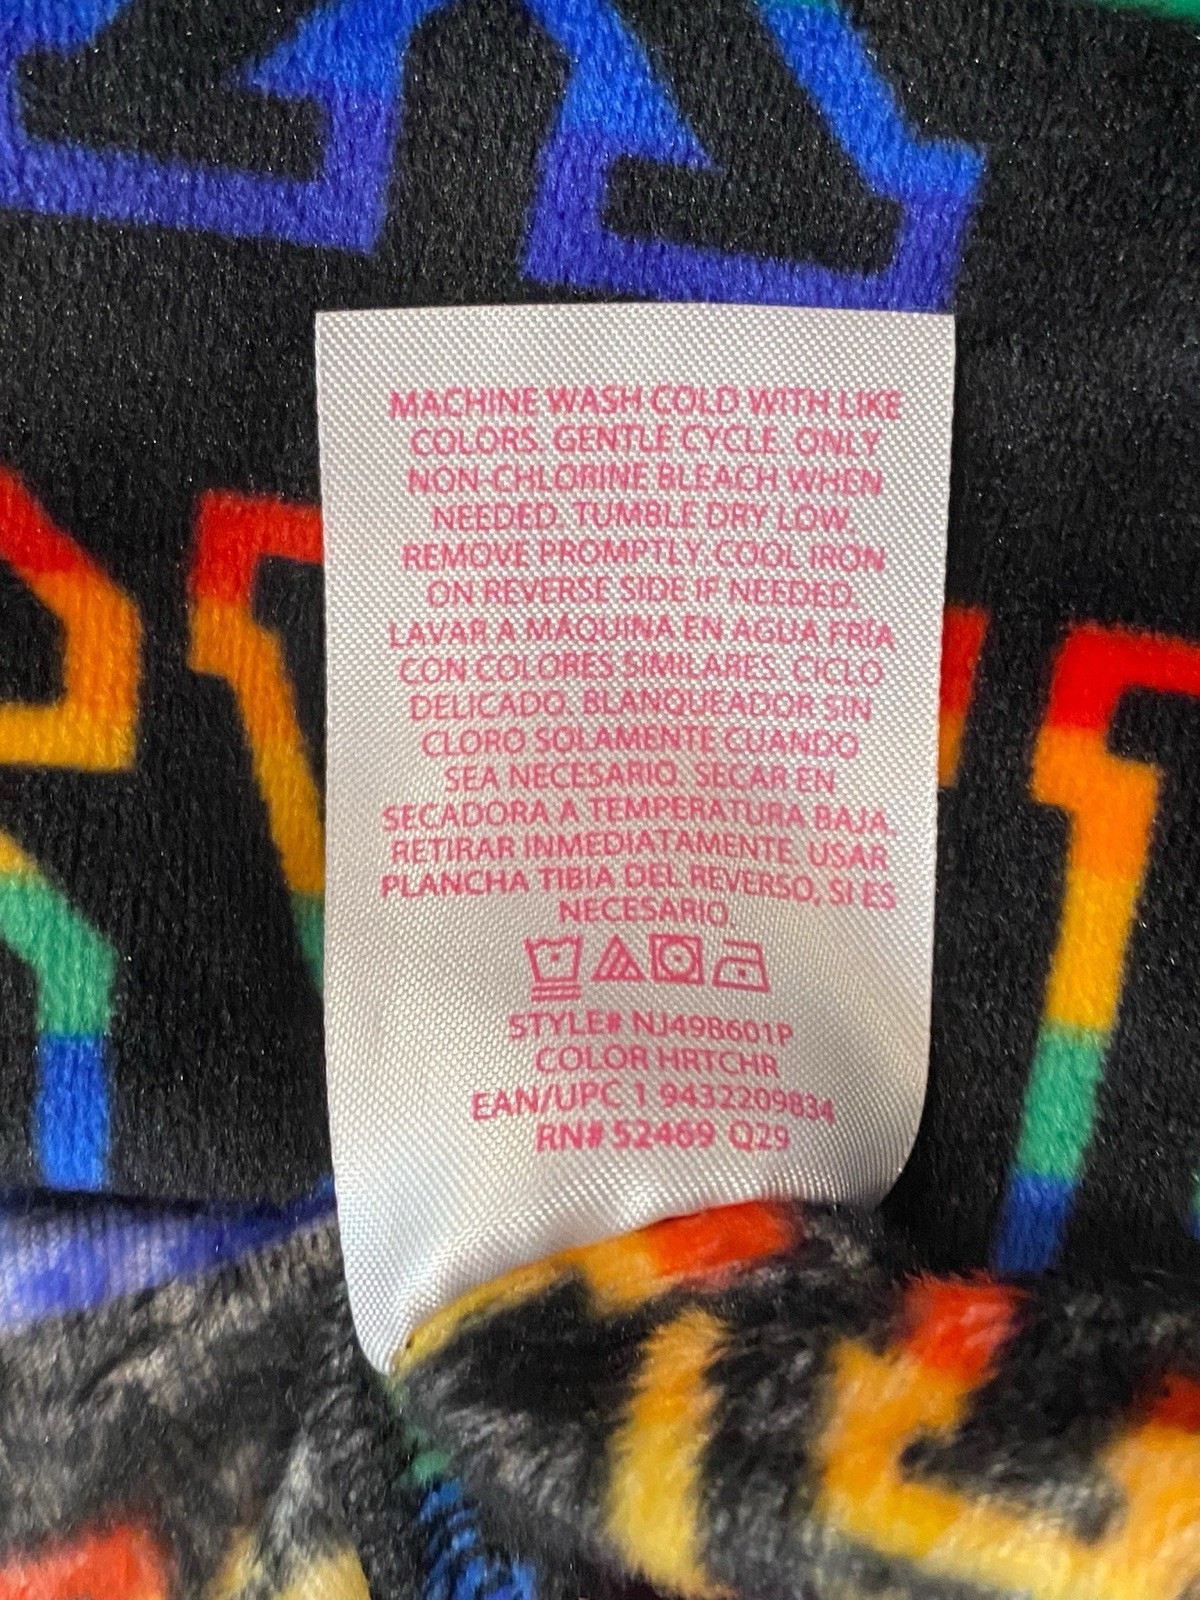 MACHINE WASH COLD WITH LIKE
COLORS. GENTLE CYCLE. ONLY
NON-CHLORINE BLEACH WHEN
NEEDED. TUMBLE DRY LOW.
REMOVE PROMPTLY. COOL IRON
ON REVERSE SIDE IF NEEDED.
LAVAR A MÁQUINA EN AGUA FRÍA
CON COLORES SIMILARES. CICLO
DELICADO. BLANQUEADOR SIN
CLORO SOLAMENTE CUANDO
SEA NECESARIO. SECAR EN
SECADORA A TEMPERATURA BAJA.
RETIRAR INMEDIATAMENTE. USAR
PLANCHA TIBIA DEL REVERSO, SI ES
NECESARIO.
STYLE# NJ49B601P
COLOR HRTCHR
EAN/UPC 1 9432209834
RN# 52469 Q29